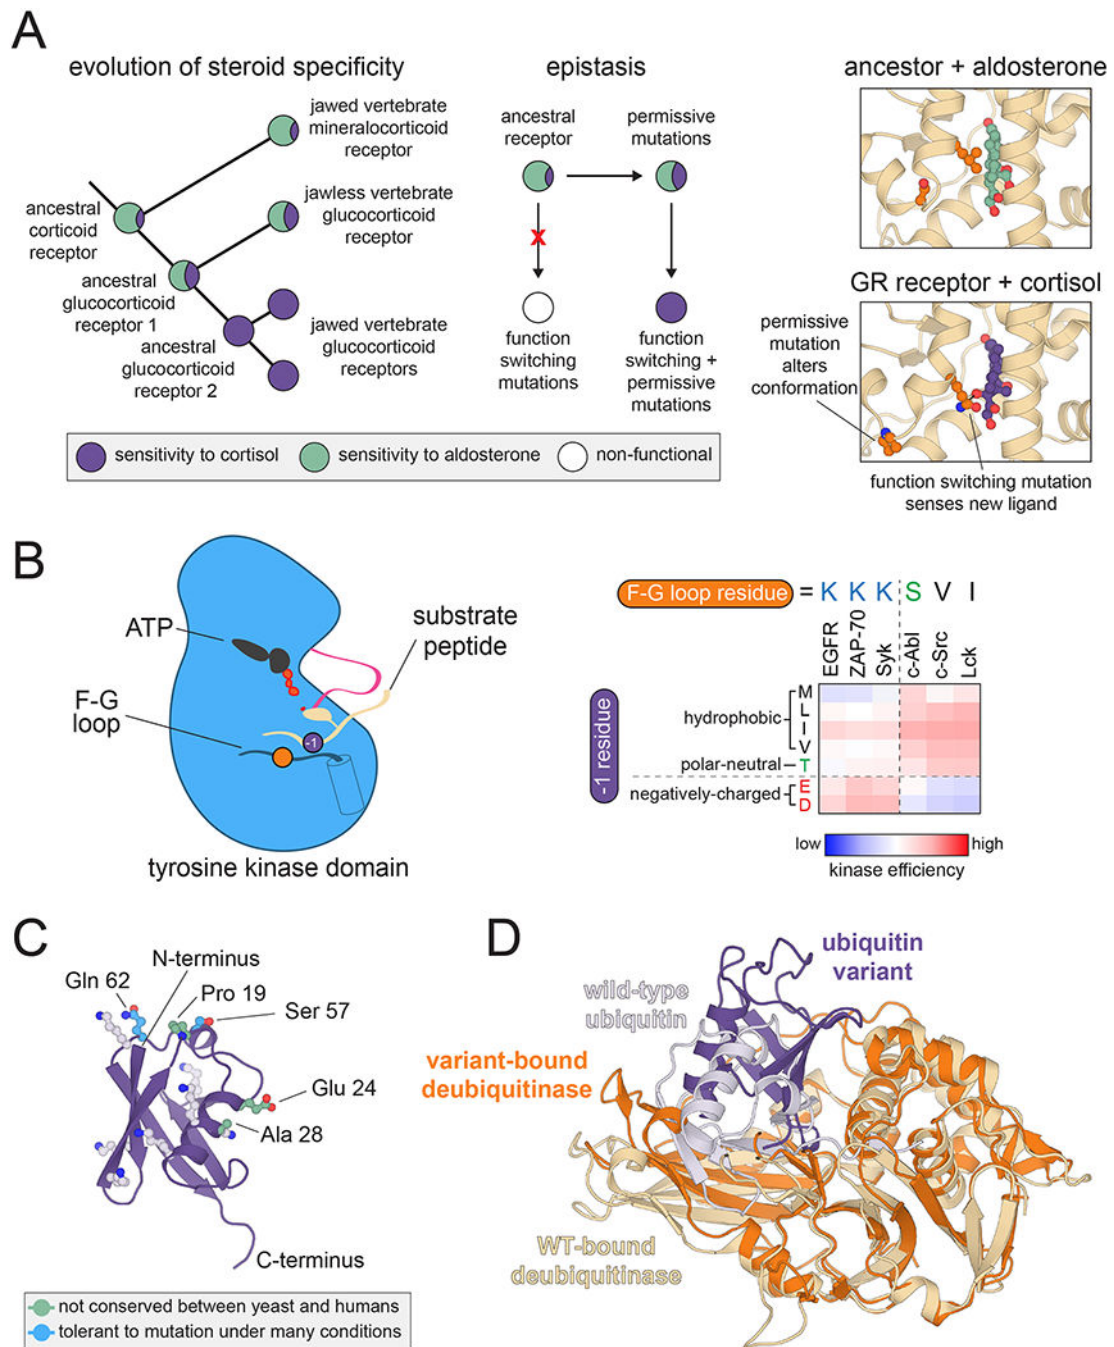 A
evolution of steroid specificity
jawed vertebrate
mineralocorticoid
receptor
jawless vertebrate
glucocorticoid
receptor
ancestral
corticoid
receptor
ancestral
glucocorticoid
receptor 1
ancestral
glucocorticoid
receptor 2
jawed vertebrate
glucocorticoid
receptors
epistasis
ancestral
receptor
permissive
mutations
X
function
switching
mutations
function
switching +
permissive
mutations
sensitivity to cortisol
sensitivity to aldosterone
non-functional
ancestor + aldosterone
GR receptor + cortisol
permissive
mutation
alters
conformation
function switching mutation
senses new ligand
B
ATP
substrate
peptide
F-G
loop
-1
tyrosine kinase domain
F-G loop residue = K K K S V I
EGFR
ZAP-70
Syk
c-Abl
c-Src
Lck
-1 residue
hydrophobic
M
L
I
V
polar-neutral T
negatively-charged
E
D
low
high
kinase efficiency
C
N-terminus
Gln 62
Pro 19
Ser 57
Glu 24
Ala 28
C-terminus
not conserved between yeast and humans
tolerant to mutation under many conditions
D
ubiquitin
variant
wild-type
ubiquitin
variant-bound
deubiquitinase
WT-bound
deubiquitinase